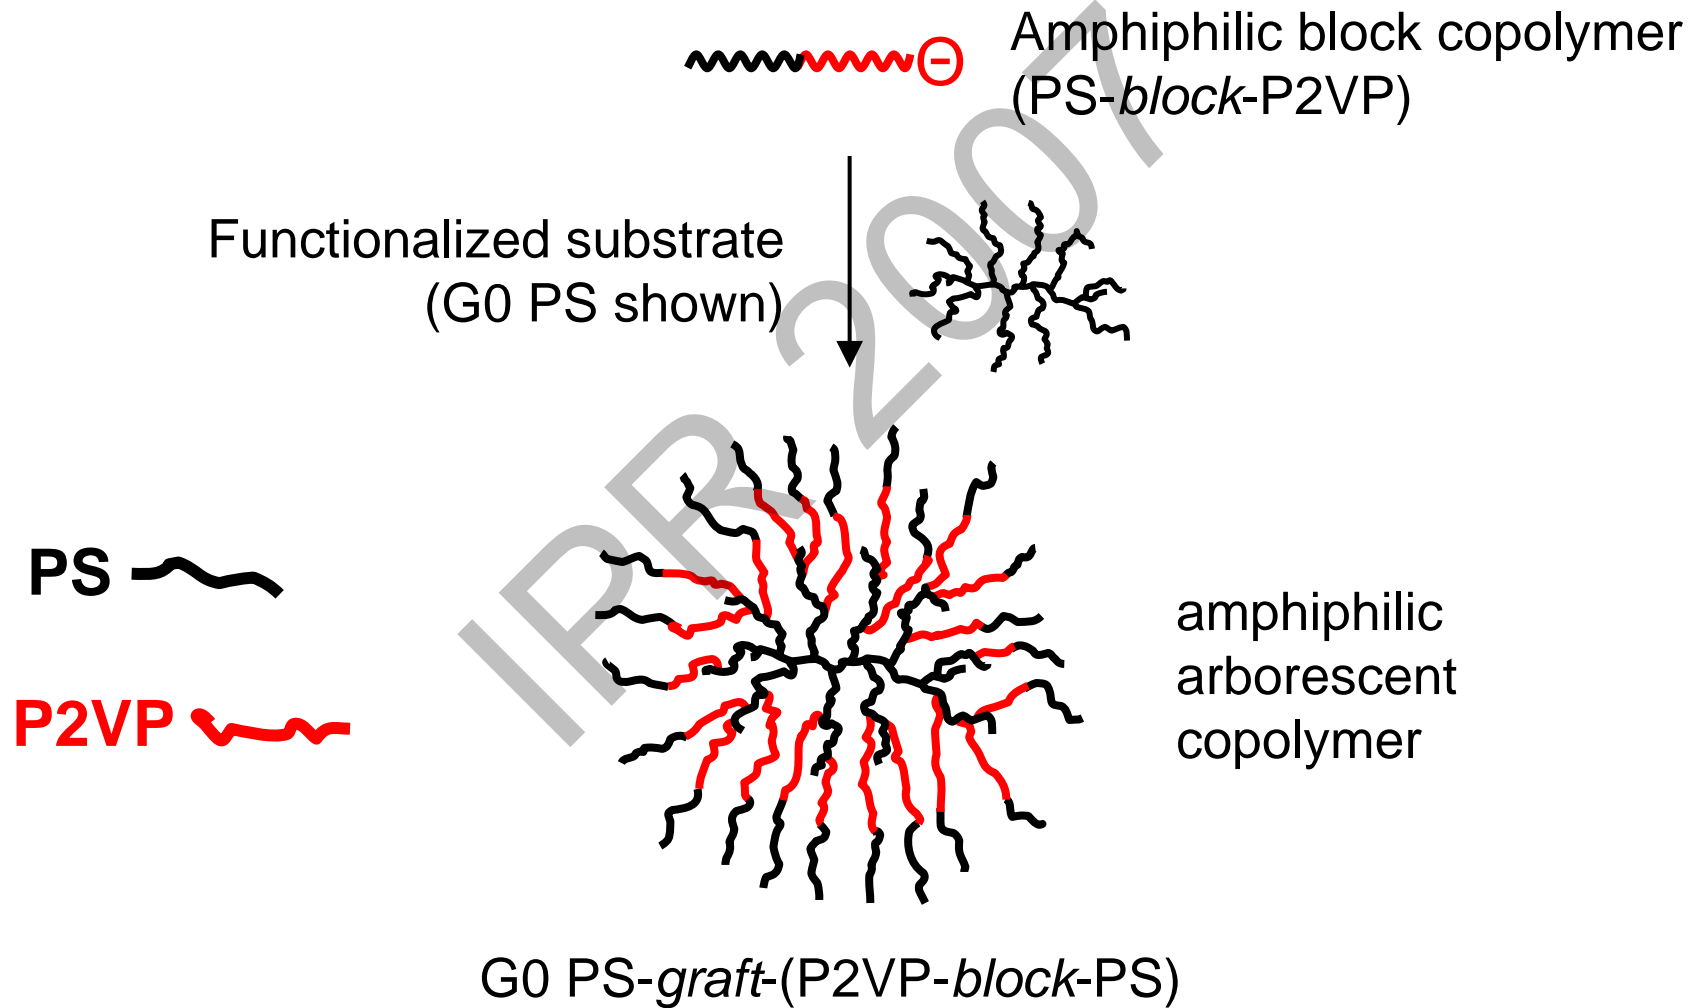 Amphiphilic block copolymer
(PS-block-P2VP)
Functionalized substrate
(G0 PS shown)
IRR 2007
PS
P2VP
amphiphilic
arborescent
copolymer
G0 PS-graft-(P2VP-block-PS)